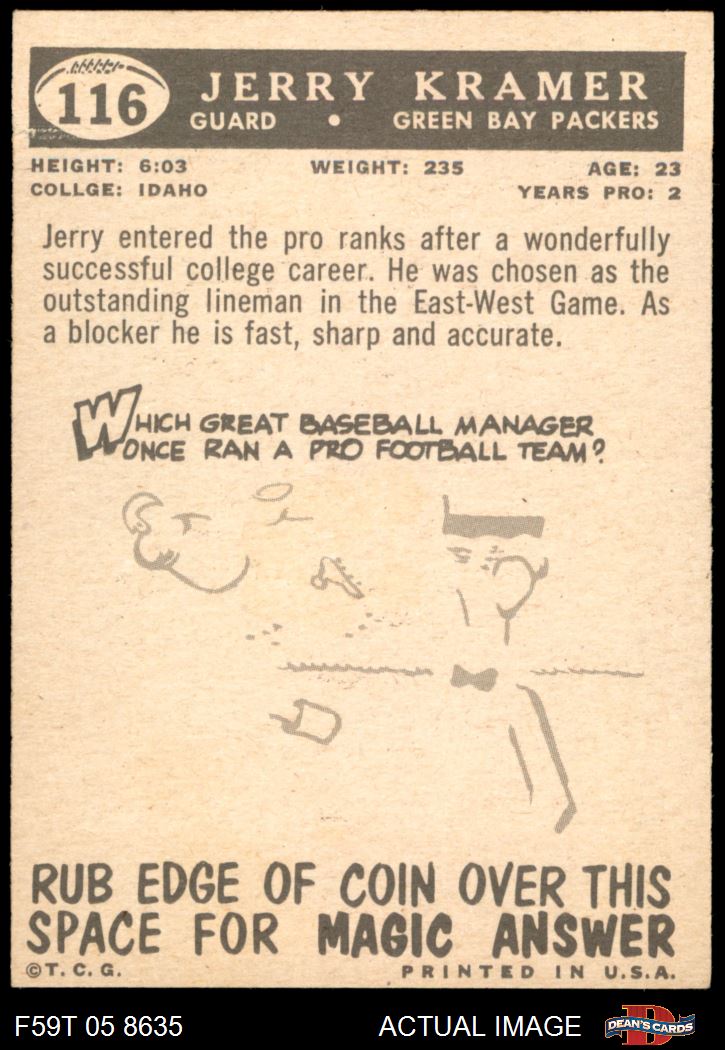 116
JERRY KRAMER
GUARD • GREEN BAY PACKERS
HEIGHT: 6:03 WEIGHT: 235 AGE: 23
COLLGE: IDAHO YEARS PRO: 2
Jerry entered the pro ranks after a wonderfully
successful college career. He was chosen as the
outstanding lineman in the East-West Game. As
a blocker he is fast, sharp and accurate.
WHICH GREAT BASEBALL MANAGER
ONCE RAN A PRO FOOTBALL TEAM?
RUB EDGE OF COIN OVER THIS
SPACE FOR MAGIC ANSWER
©T. C. G. PRINTED IN U.S.A.
F59T 05 8635 ACTUAL IMAGE D DEAN'S CARDS